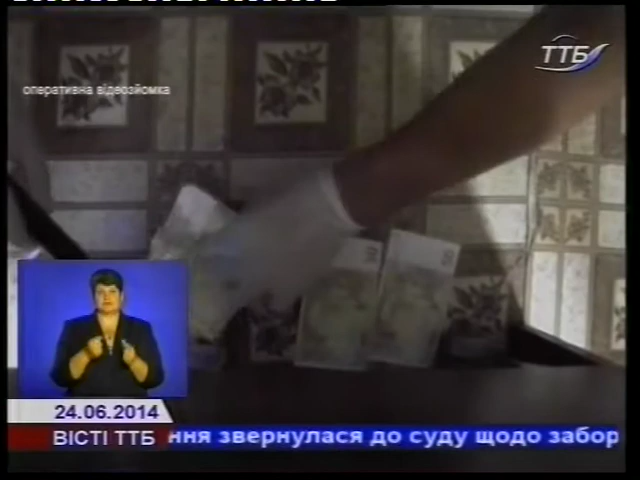 ТТБ
оперативна відеозйомка
24.06.2014
ВІСТІ ТТБ
ння звернулася до суду щодо забор